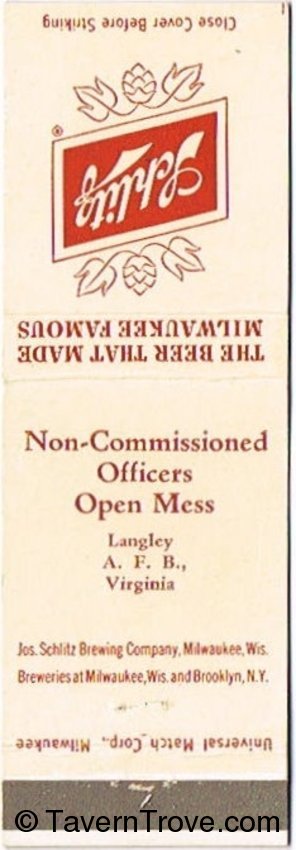 Close Cover Before Striking
Schlitz
®
THE BEER THAT MADE
MILWAUKEE FAMOUS
Non-Commissioned
Officers
Open Mess
Langley
A. F. B.,
Virginia
Jos. Schlitz Brewing Company, Milwaukee, Wis.
Breweries at Milwaukee, Wis. and Brooklyn, N.Y.
Universal Match Corp., Milwaukee
© TavernTrove.com